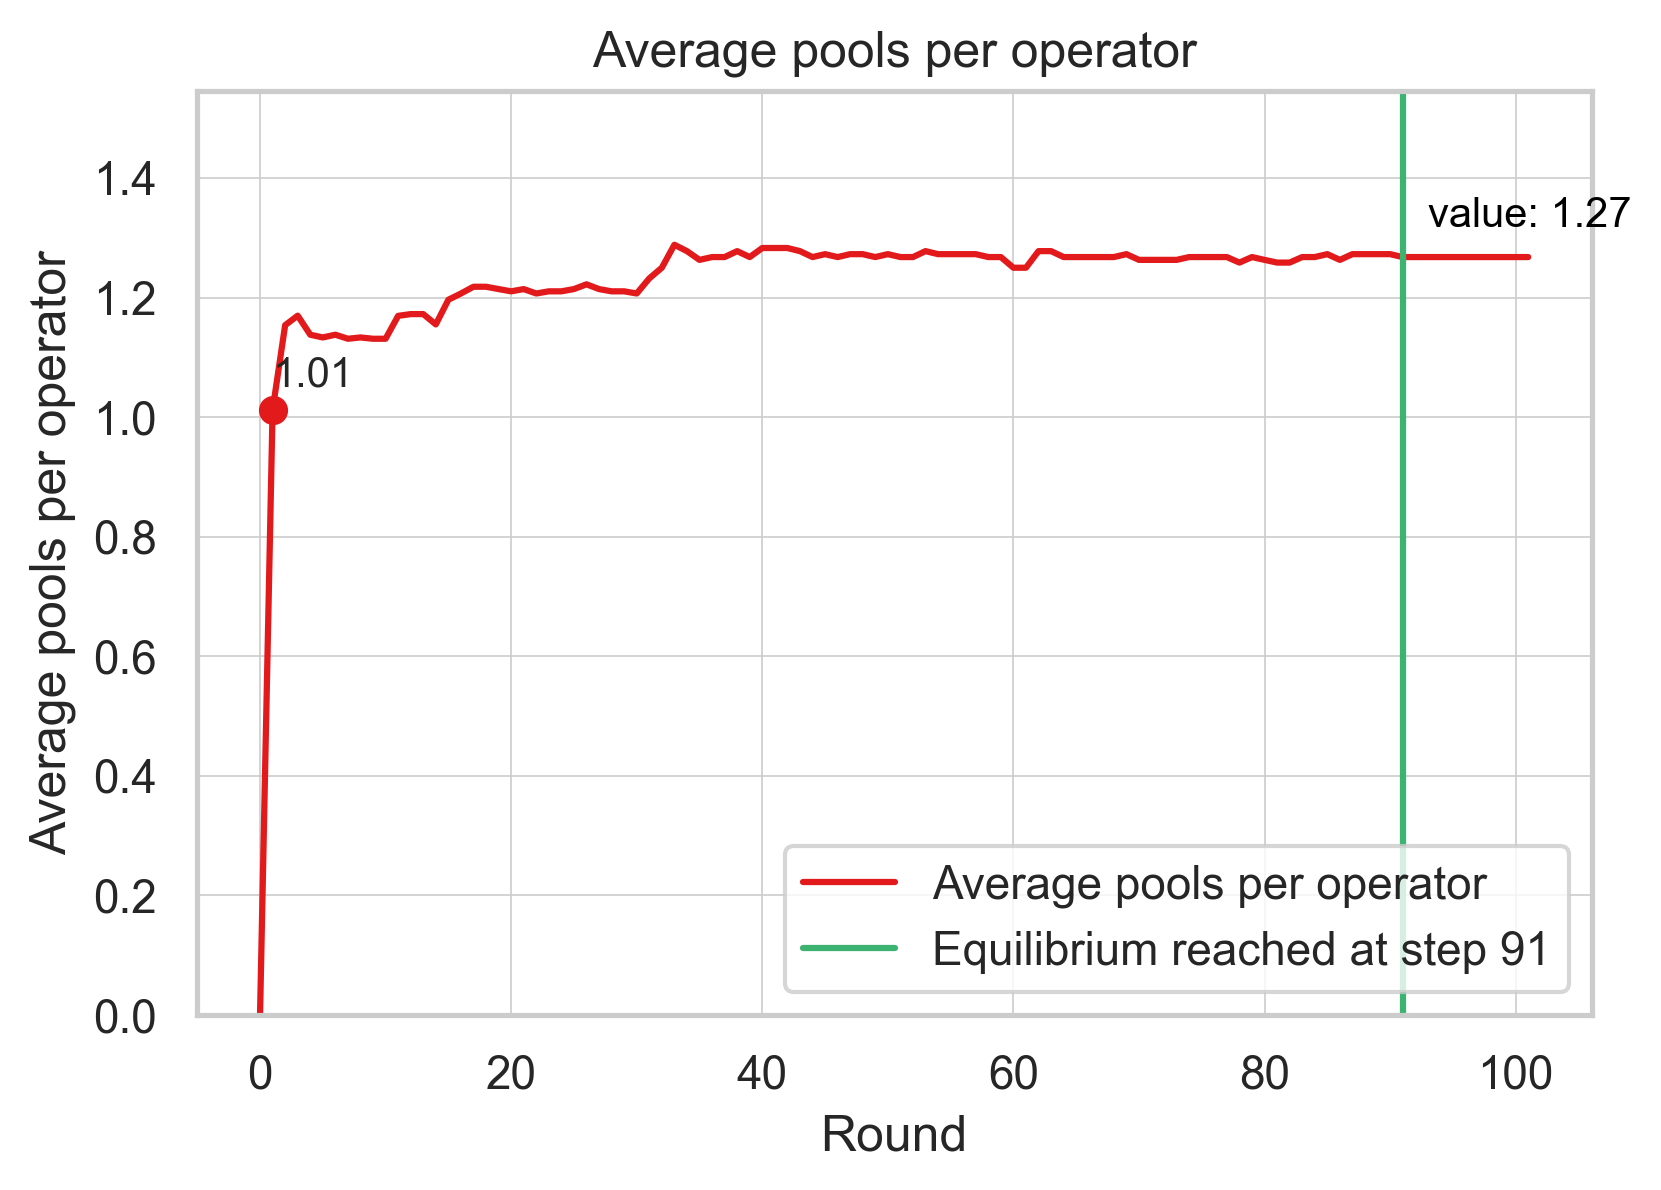 Average pools per operator
Average pools per operator
1.4
1.2
1.0
0.8
0.6
0.4
0.2
0.0
value: 1.27
1.01
Average pools per operator
Equilibrium reached at step 91
0 20 40 60 80 100
Round